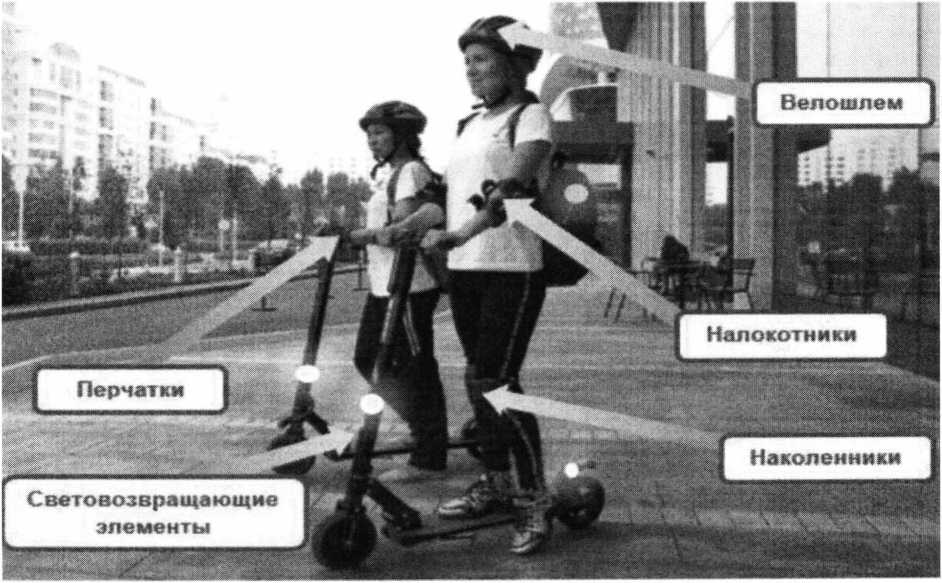 Велошлем
Налокотники
Перчатки
Наколенники
Световозвращающие
элементы